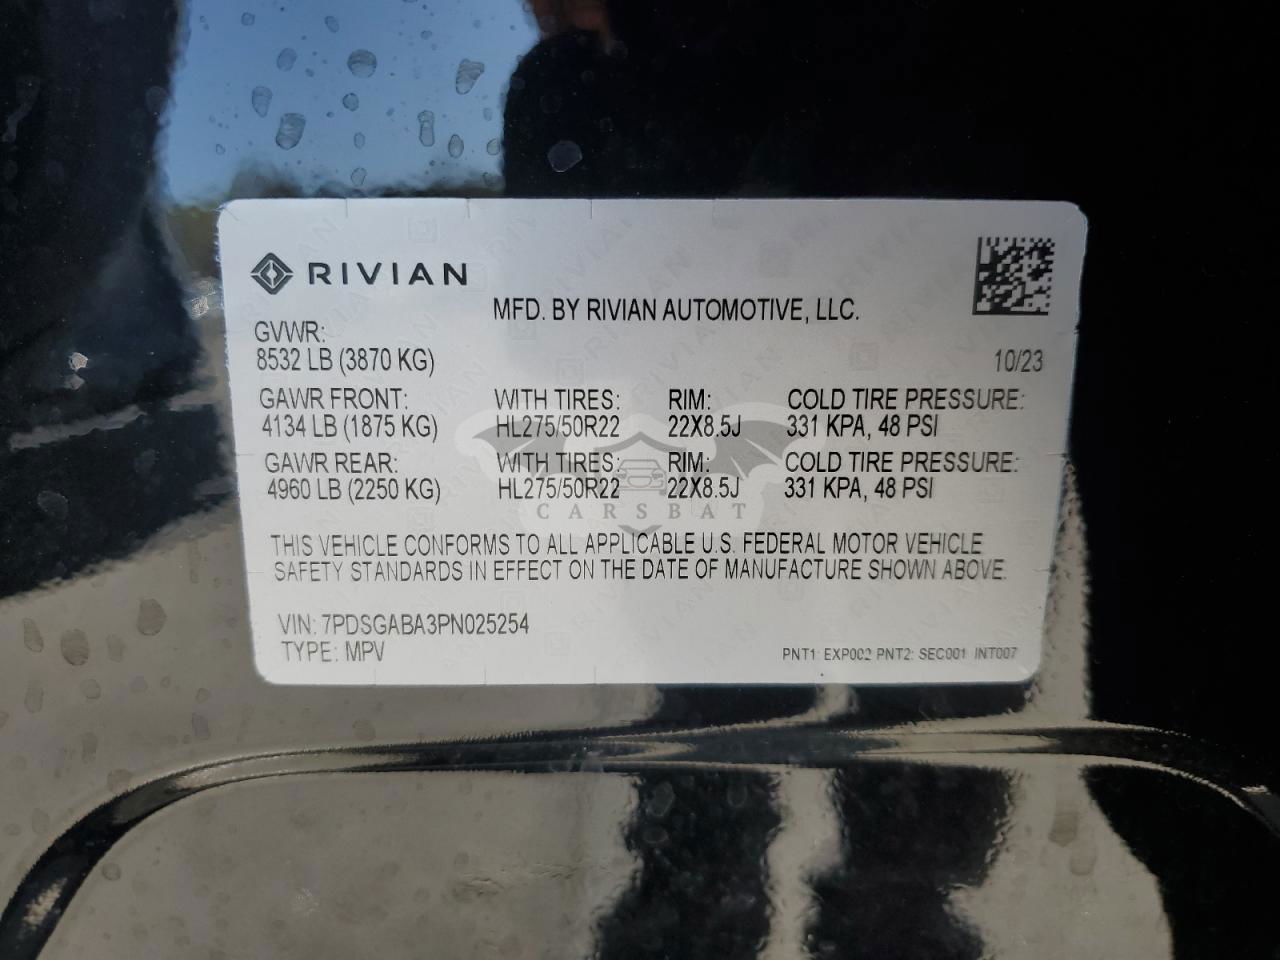 RIVIAN
MFD. BY RIVIAN AUTOMOTIVE, LLC.
GVWR:
8532 LB (3870 KG) 10/23
GAWR FRONT: WITH TIRES: RIM: COLD TIRE PRESSURE:
4134 LB (1875 KG) HL275/50R22 22X8.5J 331 KPA, 48 PSI
GAWR REAR: WITH TIRES: RIM: COLD TIRE PRESSURE:
4960 LB (2250 KG) HL275/50R22 22X8.5J 331 KPA, 48 PSI
CARSBAT
THIS VEHICLE CONFORMS TO ALL APPLICABLE U.S. FEDERAL MOTOR VEHICLE
SAFETY STANDARDS IN EFFECT ON THE DATE OF MANUFACTURE SHOWN ABOVE.
VIN: 7PDSGABA3PN025254
TYPE: MPV PNT1: EXP002 PNT2: SEC001 INT007